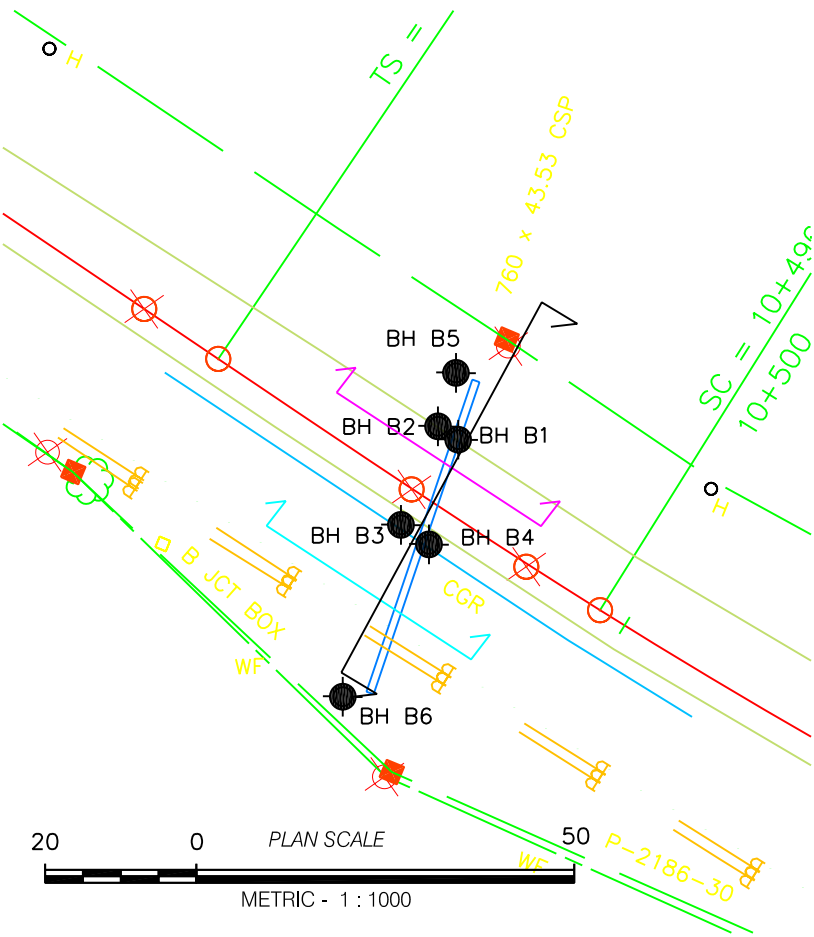 H
TS =
760 x 43.53 CSP
SC = 10+496
10+500
BH B5
BH B2
BH B1
BH B3
BH B4
H
CGR
B JCT BOX
WF
BH B6
20 0 PLAN SCALE 50
METRIC - 1 : 1000
P-2186-30
WF